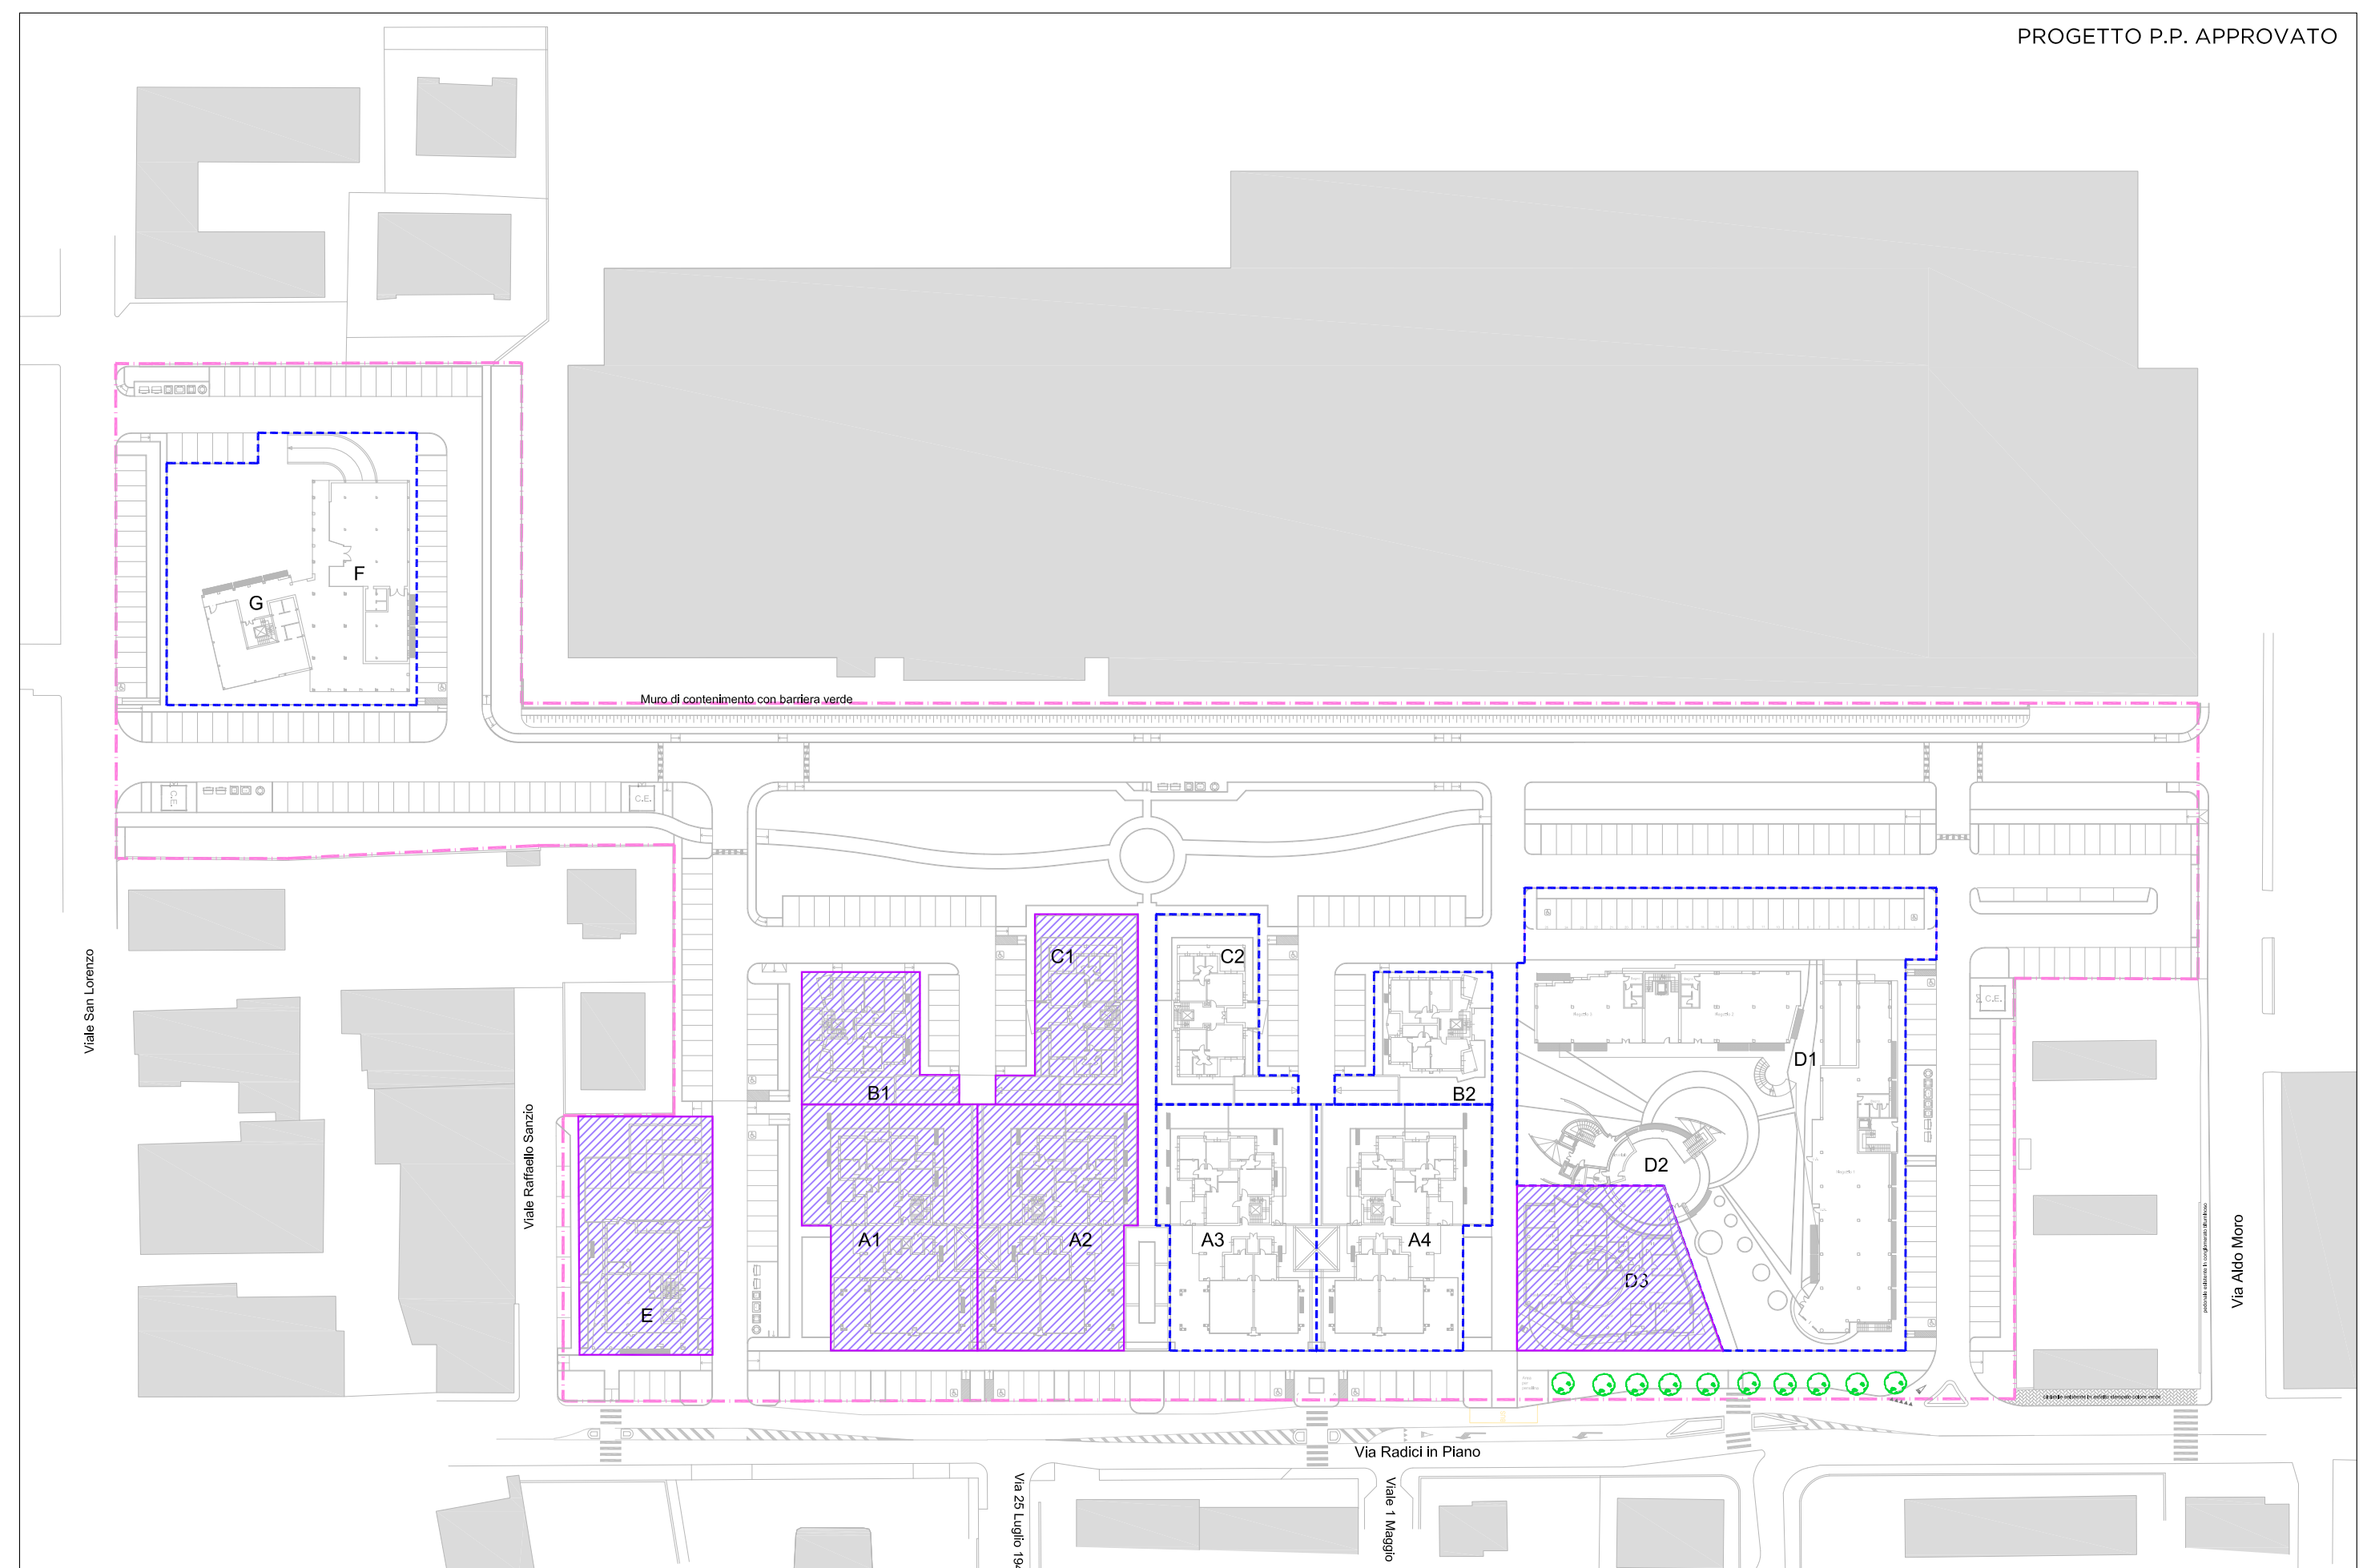 PROGETTO P.P. APPROVATO
F
G
Muro di contenimento con barriera verde
C.E.
C.E.
Viale San Lorenzo
C1
C2
C.E.
B1
B2
D1
Viale Raffaello Sanzio
D2
A1
A2
A3
A4
D3
E
Via Aldo Moro
Via Radici in Piano
Via 25 Luglio 194
Viale 1 Maggio